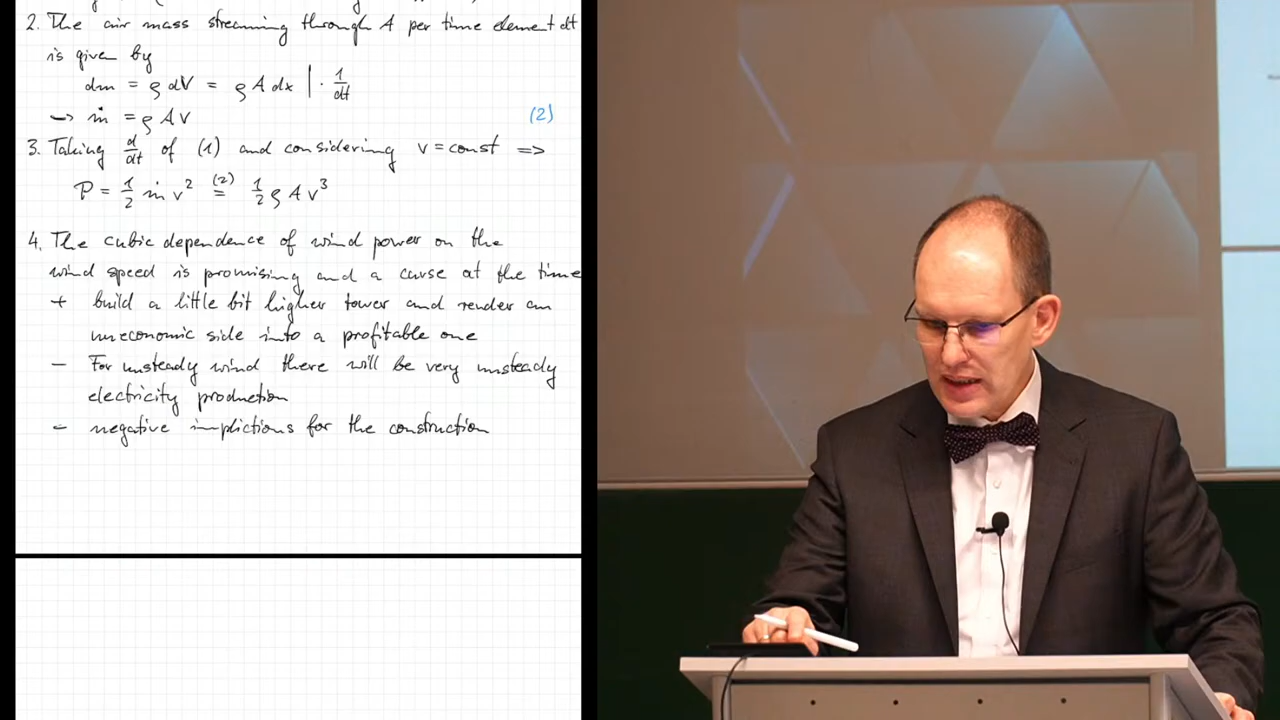 2. The air mass streaming through A per time element dt
is given by
dm = ρ dV = ρ A dx | · 1/dt
→ ṁ = ρ A v (2)
3. Taking d/dt of (1) and considering v = const =>
P = 1/2 ṁ v² (2)= 1/2 ρ A v³
4. The cubic dependence of wind power on the
wind speed is promising and a curse at the time
+ build a little bit higher tower and render an
uneconomic side into a profitable one
- For unsteady wind there will be very unsteady
electricity production
- negative implictions for the construction